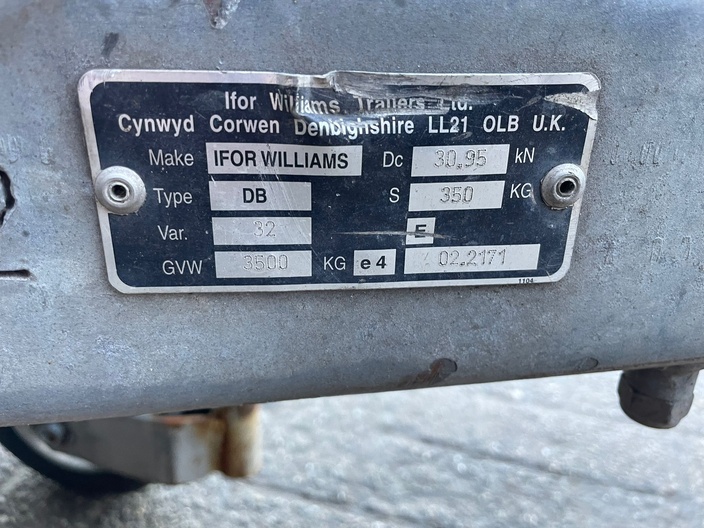 Ifor Williams Trailers Ltd.
Cynwyd Corwen Denbighshire LL21 OLB U.K.
Make IFOR WILLIAMS Dc 30.95 kN
Type DB S 350 KG
Var. 32 E
GVW 3500 KG e4 02.2171
1104